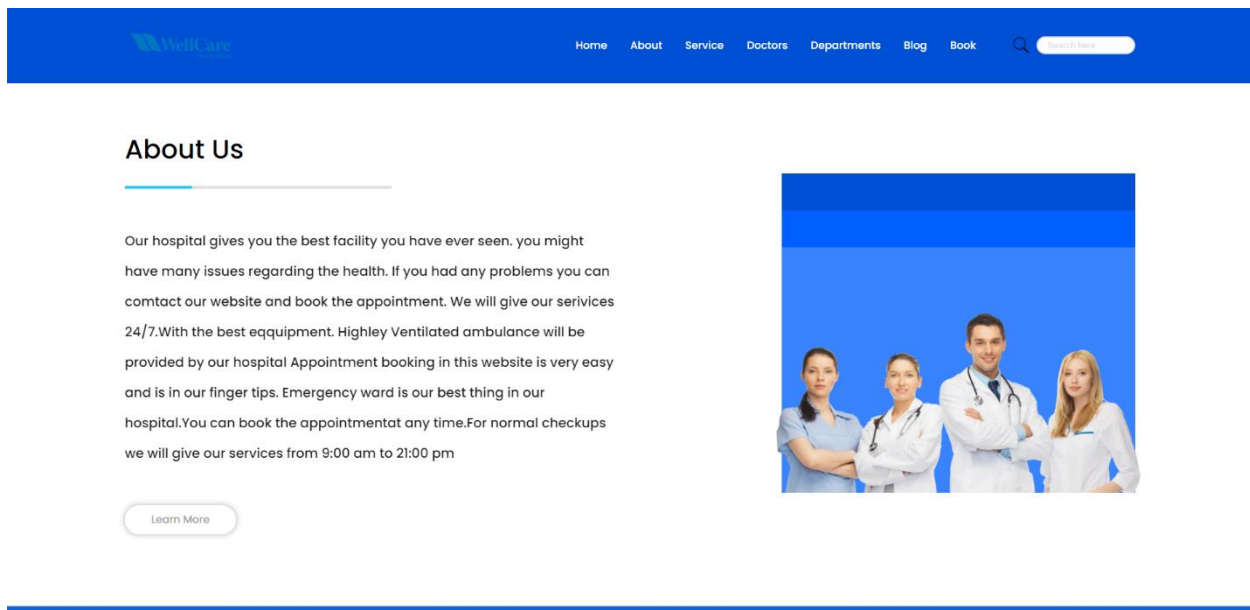 WellCare
Home About Service Doctors Departments Blog Book Search here
About Us
Our hospital gives you the best facility you have ever seen. you might
have many issues regarding the health. If you had any problems you can
comtact our website and book the appointment. We will give our serivices
24/7.With the best eqquipment. Highley Ventilated ambulance will be
provided by our hospital Appointment booking in this website is very easy
and is in our finger tips. Emergency ward is our best thing in our
hospital.You can book the appointmentat any time.For normal checkups
we will give our services from 9:00 am to 21:00 pm
Learn More